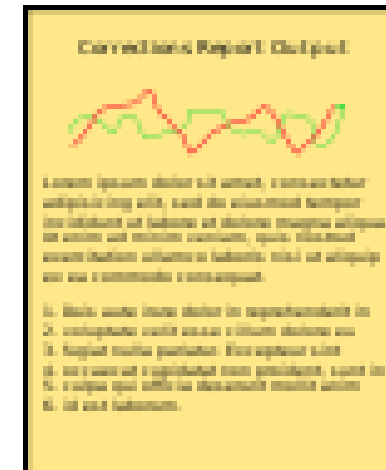 Corrections Report Output
Lorem ipsum dolor sit amet, consectetur
adipiscing elit, sed do eiusmod tempor
incididunt ut labore et dolore magna aliqua
ut enim ad minim veniam, quis nostrud
exercitation ullamco laboris nisi ut aliquip
ex ea commodo consequat.
1. Duis aute irure dolor in reprehenderit in
2. voluptate velit esse cillum dolore eu
3. fugiat nulla pariatur. Excepteur sint
4. occaecat cupidatat non proident, sunt in
5. culpa qui officia deserunt mollit anim
6. id est laborum.